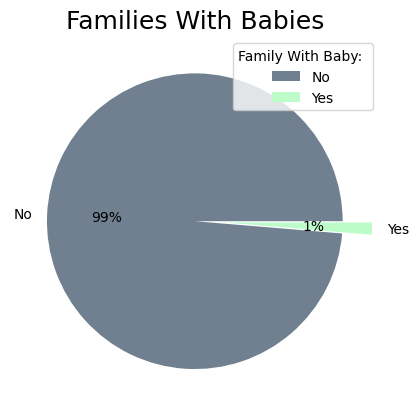 Families With Babies
Family With Baby:
No
Yes
No
99%
1%
Yes